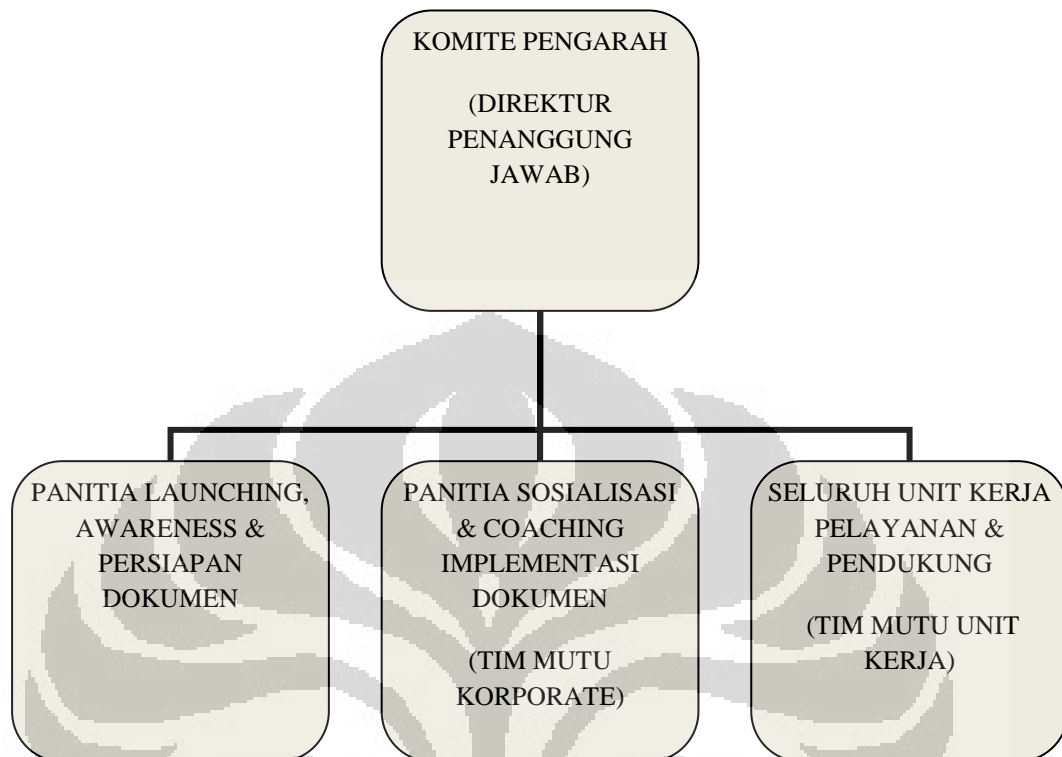 KOMITE PENGARAH
(DIREKTUR
PENANGGUNG
JAWAB)
PANITIA LAUNCHING,
AWARENESS &
PERSIAPAN
DOKUMEN
PANITIA SOSIALISASI
& COACHING
IMPLEMENTASI
DOKUMEN
(TIM MUTU
KORPORATE)
SELURUH UNIT KERJA
PELAYANAN &
PENDUKUNG
(TIM MUTU UNIT
KERJA)